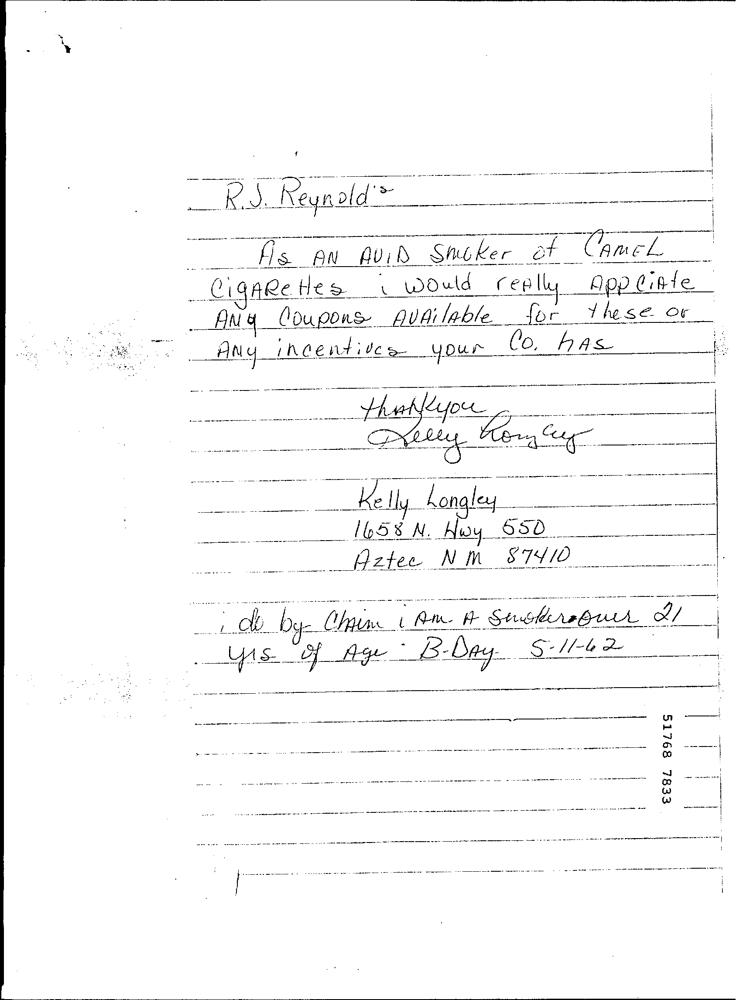 R.J. Reynold's
As AN AVID Smoker of CAMEL
CigARettes i would reAlly AppCiAte
ANy Coupons AVAilAble for these or
ANy incentives your Co. hAs
thaNkyou
Kelly Longley
Kelly Longley
1658 N. Hwy 550
Aztec NM 87410
i do by Chaim i Am A Smoker over 21
yrs of Age B-DAy 5-11-62
51768 7833